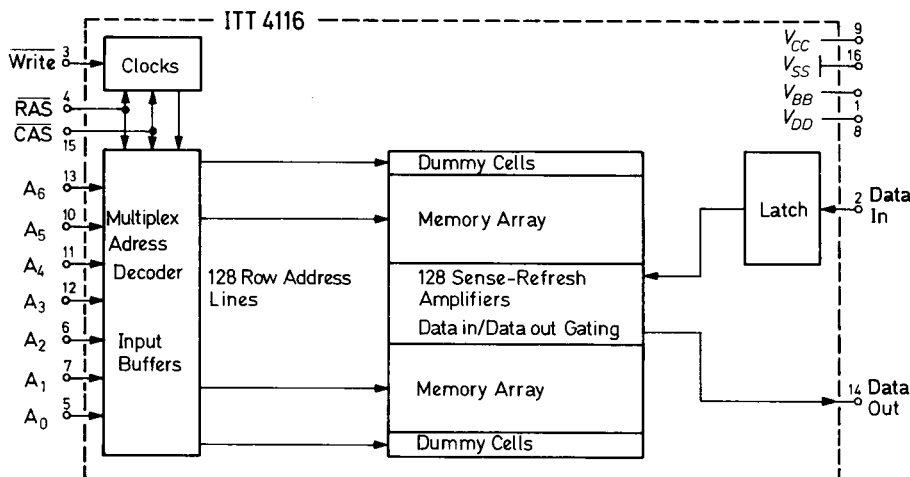 ITT 4116
3
Write
Clocks
4
RAS
CAS
15
13
A6
10
A5
11
A4
12
A3
6
A2
7
A1
5
A0
Multiplex
Adress
Decoder
Input
Buffers
128 Row Address
Lines
Dummy Cells
Memory Array
128 Sense-Refresh
Amplifiers
Data in/Data out Gating
Memory Array
Dummy Cells
Latch
9
VCC
16
VSS
VBB
1
VDD
8
2 Data
In
14 Data
Out